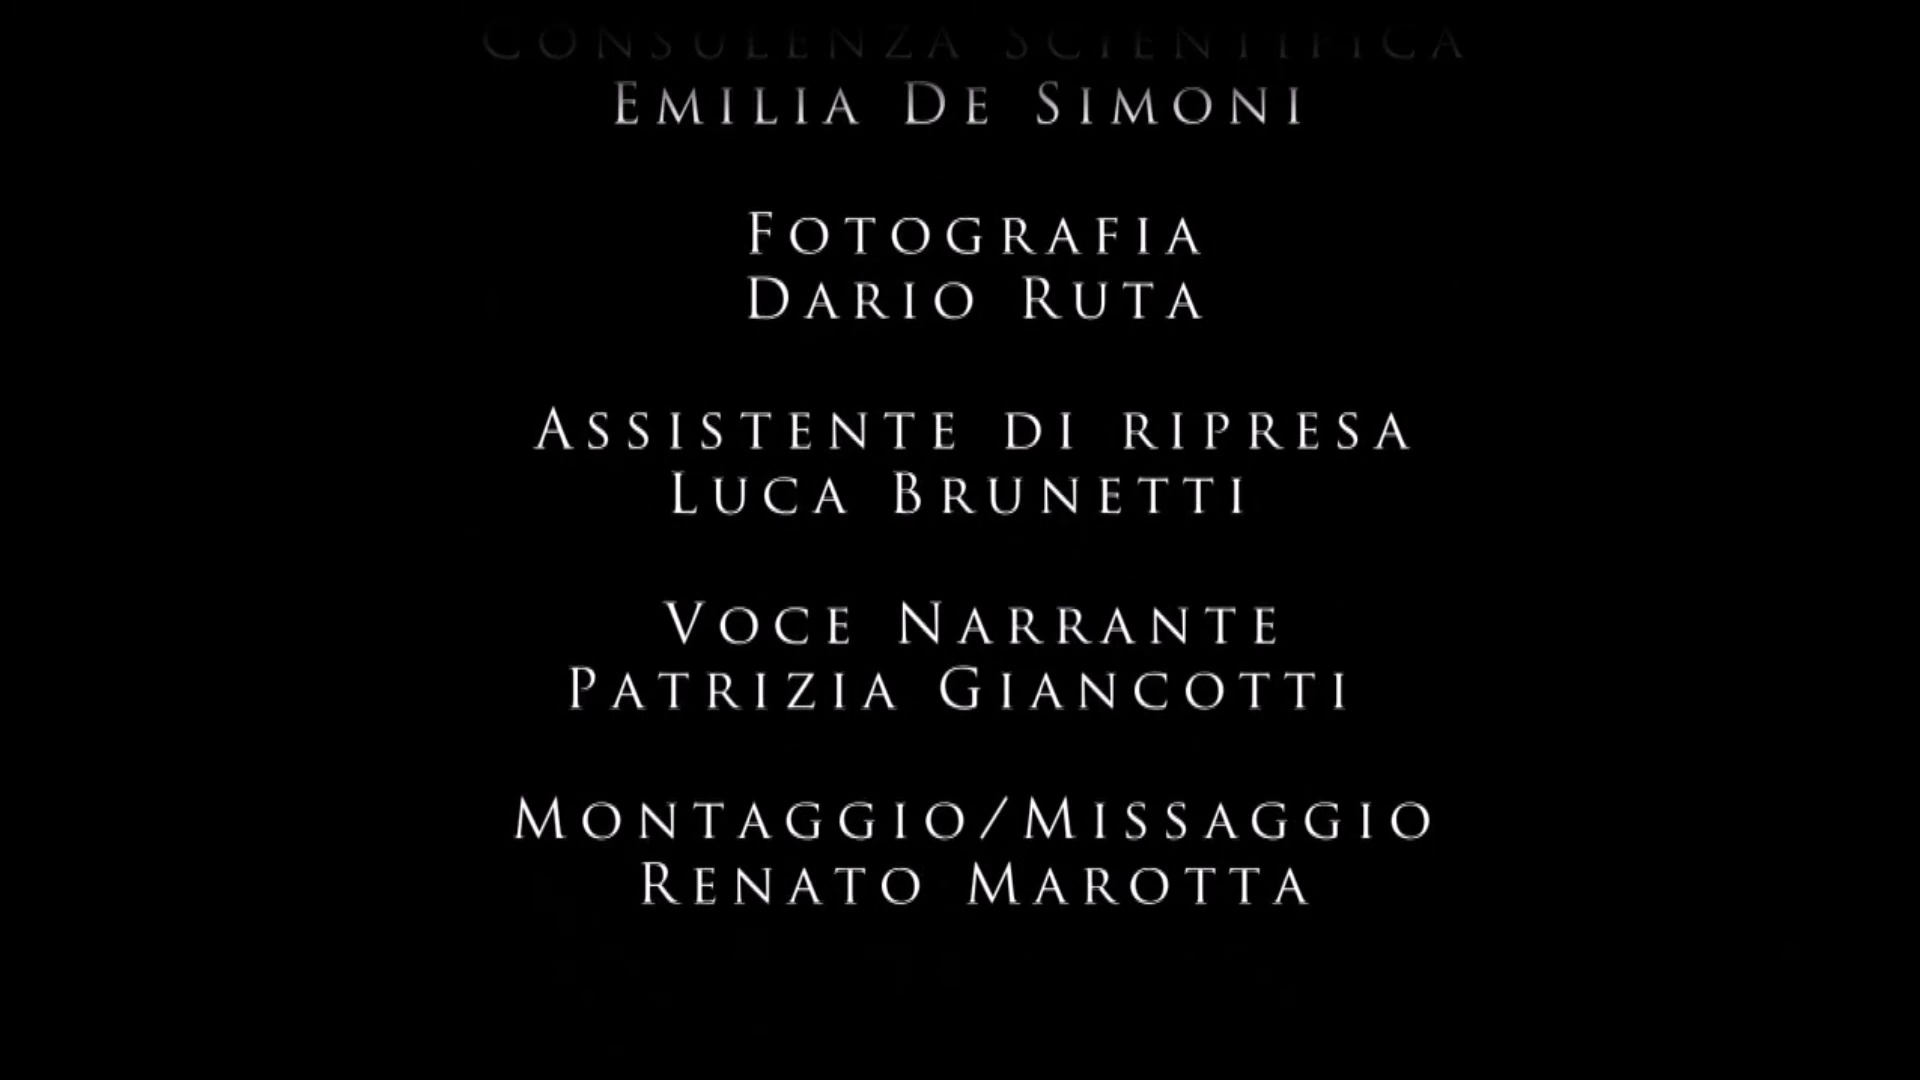 Consulenza Scientifica
Emilia De Simoni
Fotografia
Dario Ruta
Assistente di ripresa
Luca Brunetti
Voce Narrante
Patrizia Giancotti
Montaggio/Missaggio
Renato Marotta